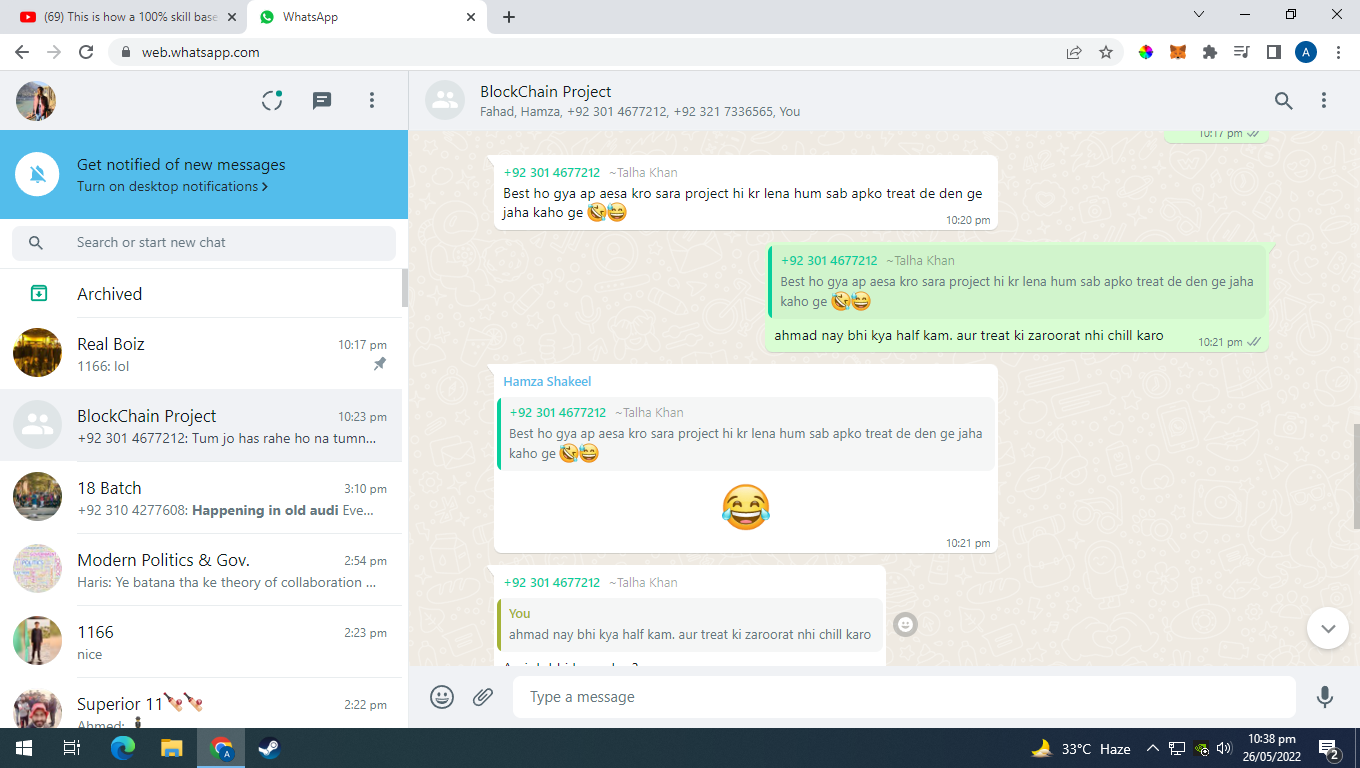 (69) This is how a 100% skill base
WhatsApp
web.whatsapp.com
A
BlockChain Project
Fahad, Hamza, +92 301 4677212, +92 321 7336565, You
Get notified of new messages
Turn on desktop notifications >
Search or start new chat
Archived
Real Boiz
10:17 pm
1166: lol
BlockChain Project
10:23 pm
+92 301 4677212: Tum jo has rahe ho na tumn...
18 Batch
3:10 pm
+92 310 4277608: Happening in old audi Eve...
Modern Politics & Gov.
2:54 pm
Haris: Ye batana tha ke theory of collaboration ...
1166
2:23 pm
nice
Superior 11🏏🏏
2:22 pm
Ahmed:
10:17 pm
+92 301 4677212 ~Talha Khan
Best ho gya ap aesa kro sara project hi kr lena hum sab apko treat de den ge
jaha kaho ge 🤣😅
10:20 pm
+92 301 4677212 ~Talha Khan
Best ho gya ap aesa kro sara project hi kr lena hum sab apko treat de den ge jaha
kaho ge 🤣😅
ahmad nay bhi kya half kam. aur treat ki zaroorat nhi chill karo
10:21 pm
Hamza Shakeel
+92 301 4677212 ~Talha Khan
Best ho gya ap aesa kro sara project hi kr lena hum sab apko treat de den ge jaha
kaho ge 🤣😅
😂
10:21 pm
+92 301 4677212 ~Talha Khan
You
ahmad nay bhi kya half kam. aur treat ki zaroorat nhi chill karo
Type a message
A
33°C Haze
10:38 pm
26/05/2022
2